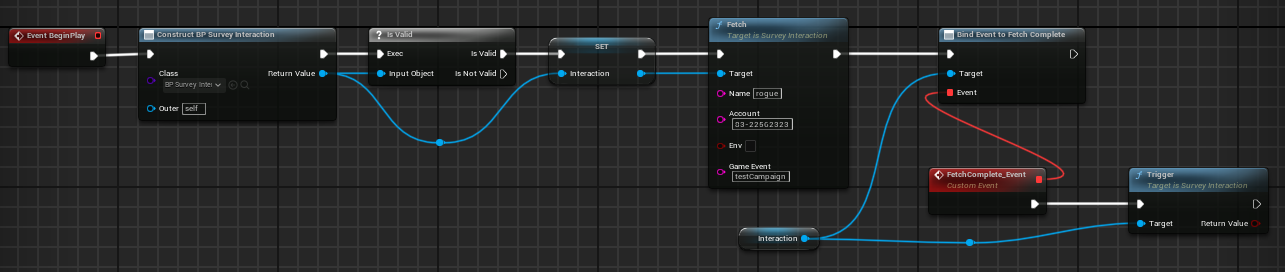 Event BeginPlay
Construct BP Survey Interaction
Class
BP Survey Inter
Return Value
Outer
self
? Is Valid
Exec
Is Valid
Input Object
Is Not Valid
SET
Interaction
f Fetch
Target is Survey Interaction
Target
Name
rogue
Account
03-22562323
Env
Game Event
testCampaign
Bind Event to Fetch Complete
Target
Event
FetchComplete_Event
Custom Event
f Trigger
Target is Survey Interaction
Target
Return Value
Interaction